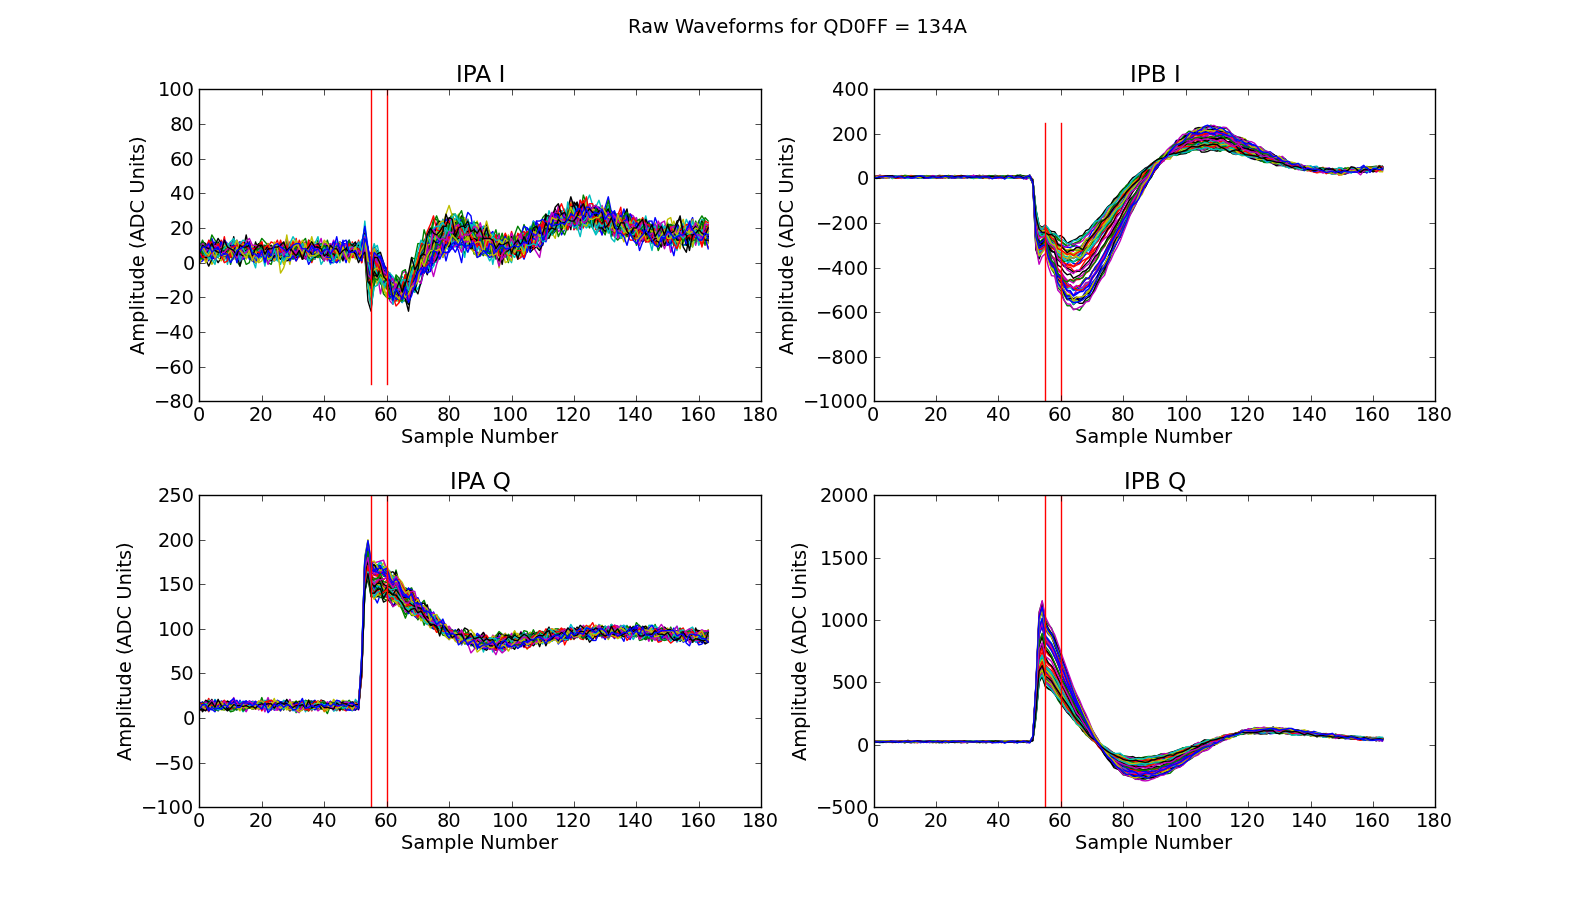 Raw Waveforms for QD0FF = 134A
IPA I
100
80
60
40
20
0
−20
−40
−60
−80
Amplitude (ADC Units)
0 20 40 60 80 100 120 140 160 180
Sample Number
IPB I
400
200
0
−200
−400
−600
−800
−1000
Amplitude (ADC Units)
0 20 40 60 80 100 120 140 160 180
Sample Number
IPA Q
250
200
150
100
50
0
−50
−100
Amplitude (ADC Units)
0 20 40 60 80 100 120 140 160 180
Sample Number
IPB Q
2000
1500
1000
500
0
−500
Amplitude (ADC Units)
0 20 40 60 80 100 120 140 160 180
Sample Number